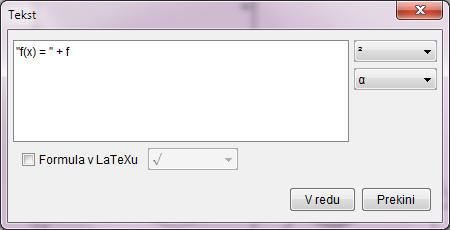 Tekst
"f(x) = " + f
²
α
Formula v LaTeXu
√
V redu
Prekini